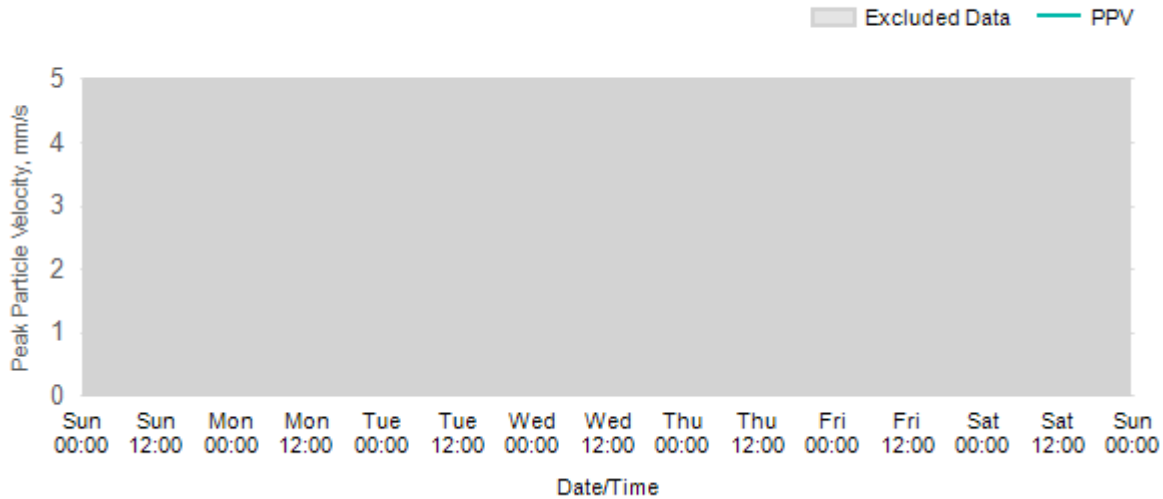 Excluded Data PPV
Peak Particle Velocity, mm/s
5
4
3
2
1
0
Sun Sun Mon Mon Tue Tue Wed Wed Thu Thu Fri Fri Sat Sat Sun
00:00 12:00 00:00 12:00 00:00 12:00 00:00 12:00 00:00 12:00 00:00 12:00 00:00 12:00 00:00
Date/Time